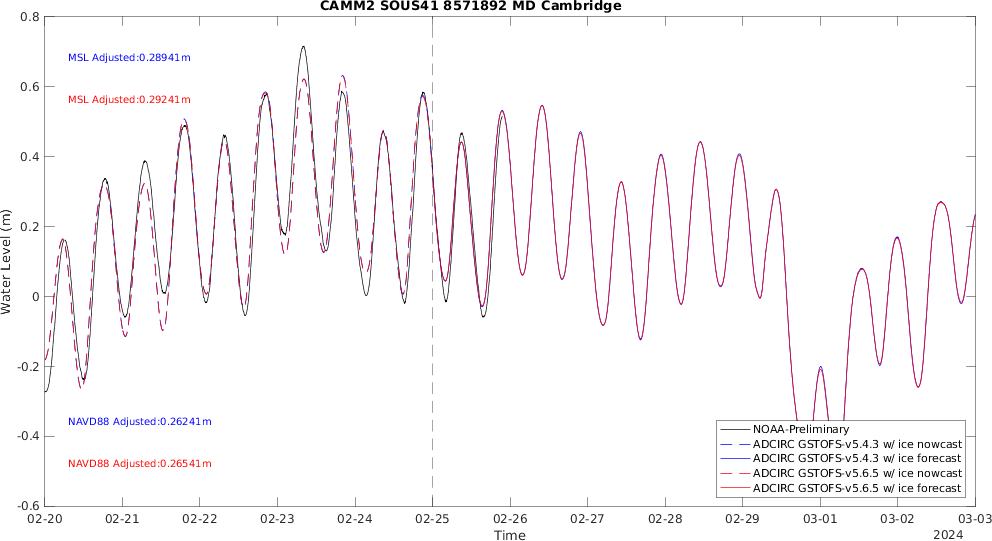 CAMM2 SOUS41 8571892 MD Cambridge
0.8
MSL Adjusted:0.28941m
0.6
MSL Adjusted:0.29241m
0.4
0.2
Water Level (m)
0
-0.2
NAVD88 Adjusted:0.26241m
-0.4
NAVD88 Adjusted:0.26541m
-0.6
NOAA-Preliminary
ADCIRC GSTOFS-v5.4.3 w/ ice nowcast
ADCIRC GSTOFS-v5.4.3 w/ ice forecast
ADCIRC GSTOFS-v5.6.5 w/ ice nowcast
ADCIRC GSTOFS-v5.6.5 w/ ice forecast
02-20 02-21 02-22 02-23 02-24 02-25 02-26 02-27 02-28 02-29 03-01 03-02 03-03
Time
2024